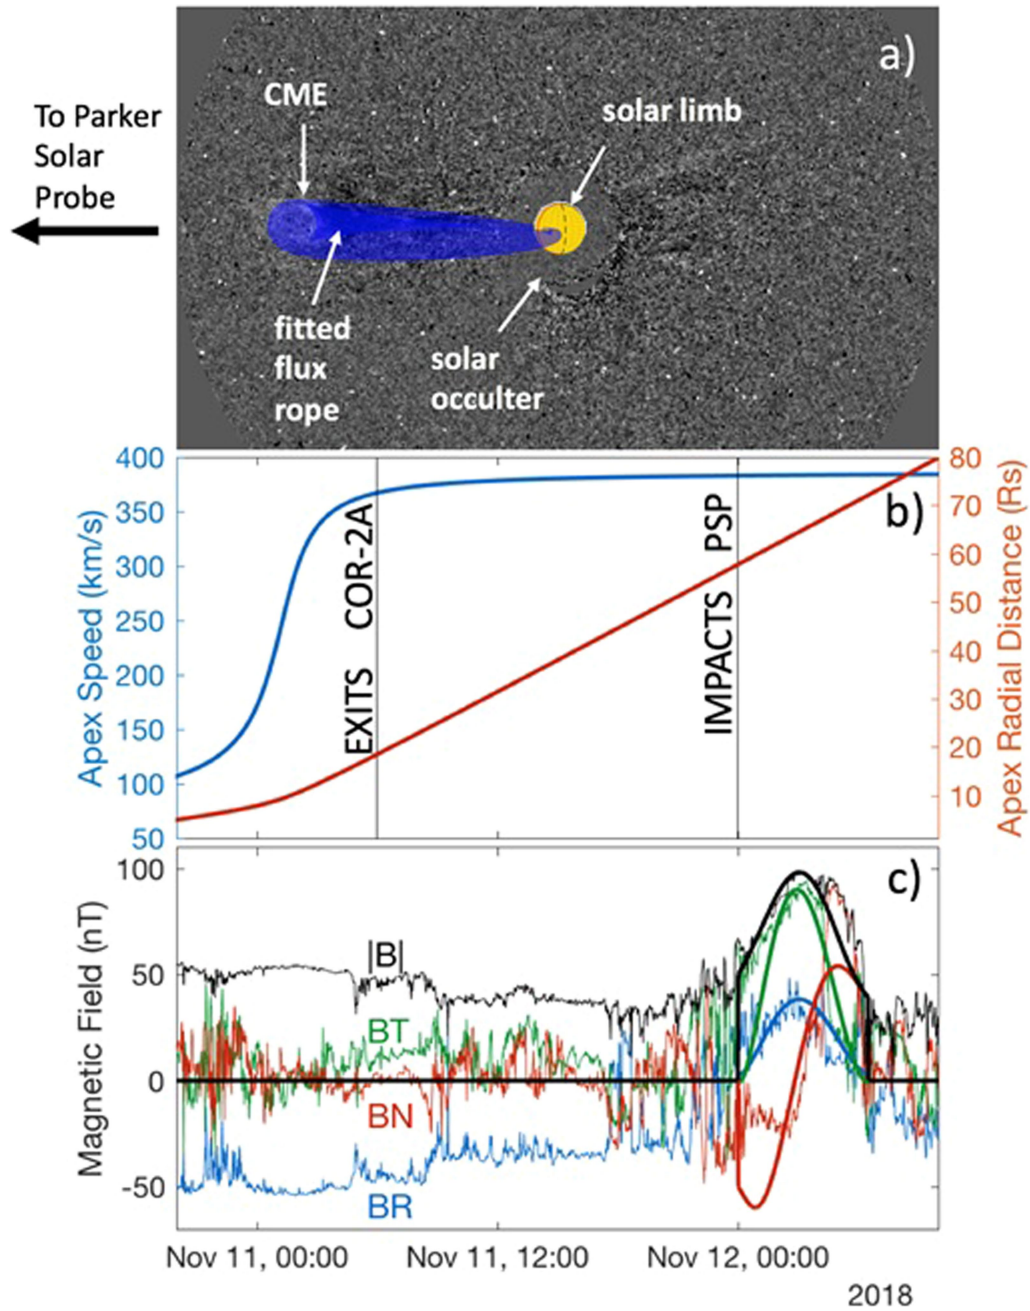 a)
CME
solar limb
To Parker
Solar
Probe
fitted
flux
rope
solar
occulter
400
350
300
250
200
150
100
50
Apex Speed (km/s)
EXITS COR-2A
IMPACTS PSP
b)
80
70
60
50
40
30
20
10
Apex Radial Distance (Rs)
100
50
0
-50
Magnetic Field (nT)
c)
|B|
BT
BN
BR
Nov 11, 00:00
Nov 11, 12:00
Nov 12, 00:00
2018